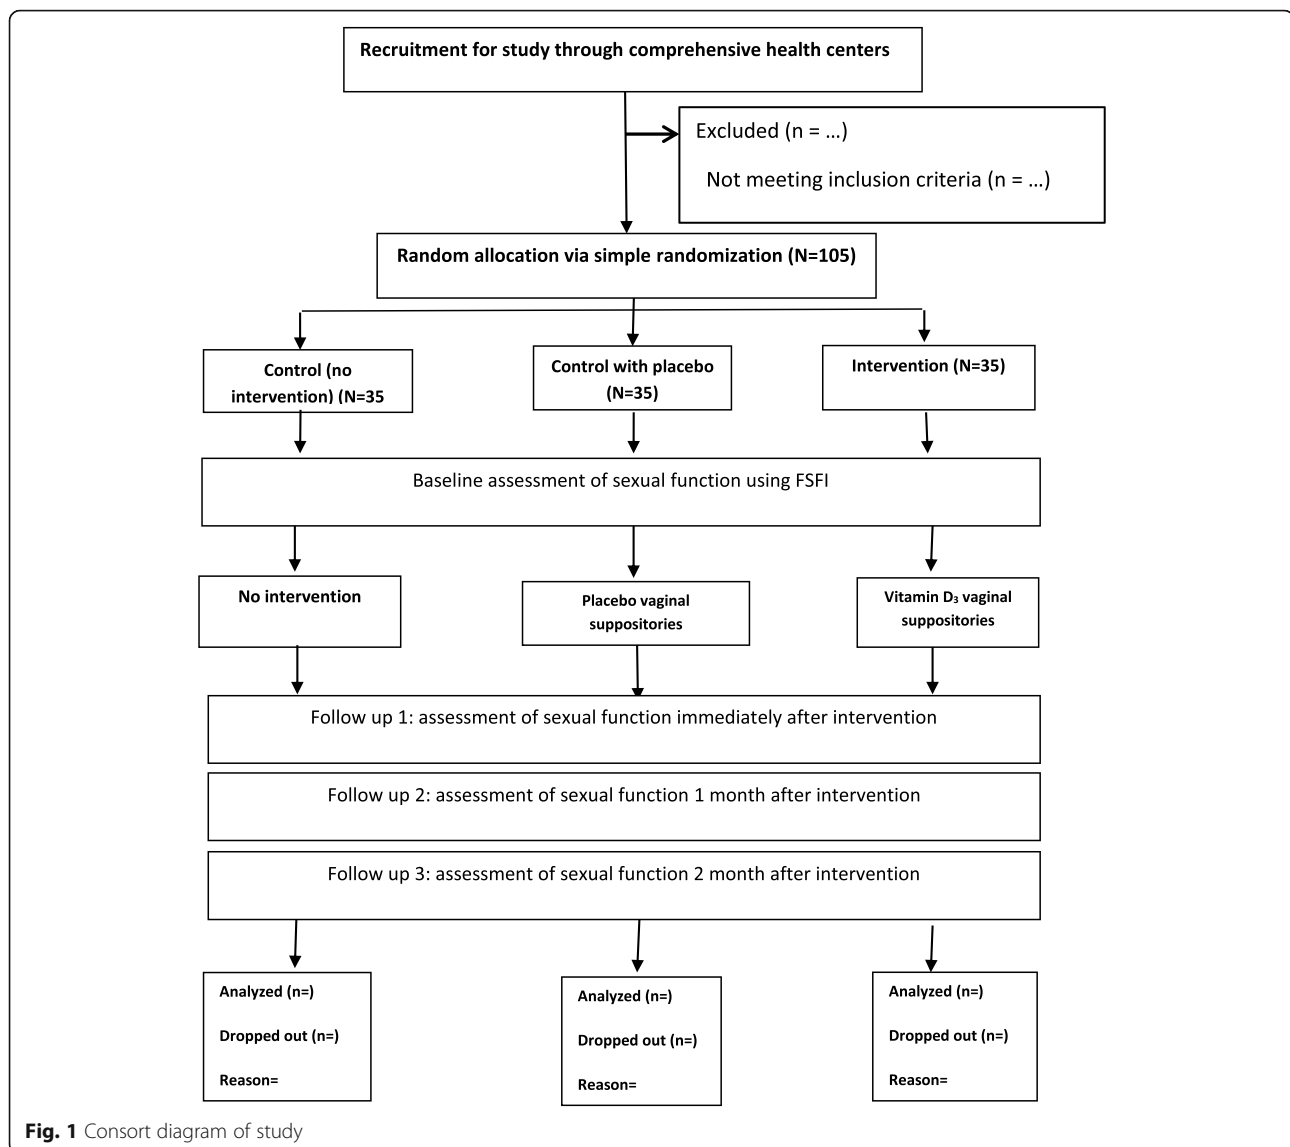 Recruitment for study through comprehensive health centers
Excluded (n = ...)
Not meeting inclusion criteria (n = ...)
Random allocation via simple randomization (N=105)
Control (no
intervention) (N=35
Control with placebo
(N=35)
Intervention (N=35)
Baseline assessment of sexual function using FSFI
No intervention
Placebo vaginal
suppositories
Vitamin D₃ vaginal
suppositories
Follow up 1: assessment of sexual function immediately after intervention
Follow up 2: assessment of sexual function 1 month after intervention
Follow up 3: assessment of sexual function 2 month after intervention
Analyzed (n=)
Dropped out (n=)
Reason=
Analyzed (n=)
Dropped out (n=)
Reason=
Analyzed (n=)
Dropped out (n=)
Reason=
Fig. 1 Consort diagram of study